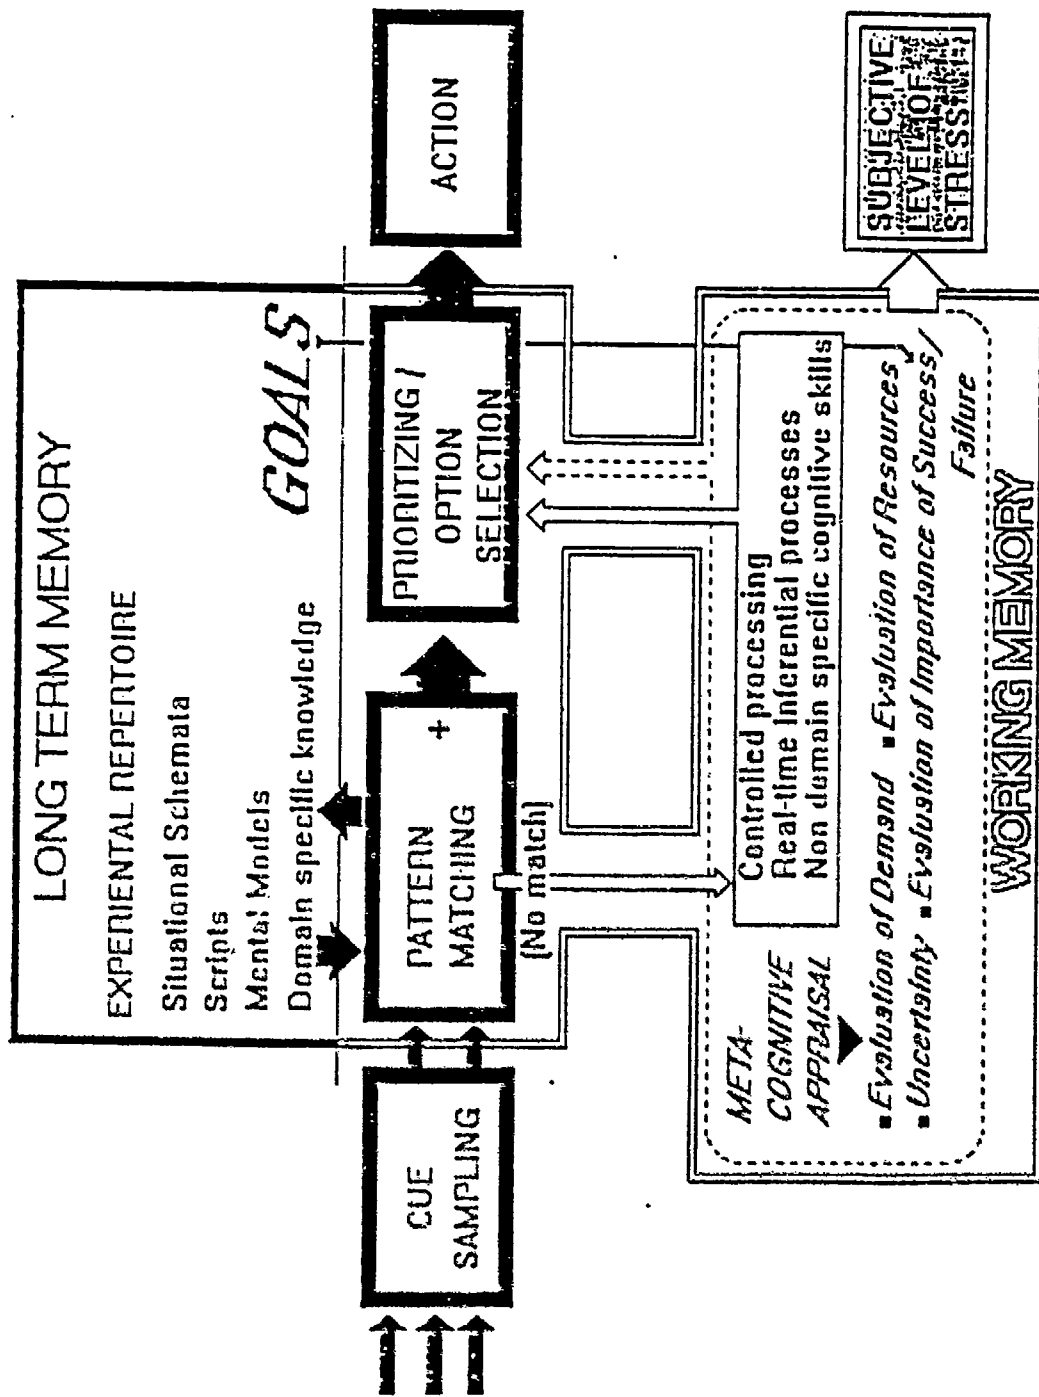 LONG TERM MEMORY
EXPERIENTAL REPERTOIRE
Situational Schemata
Scripts
Mental Models
Domain specific knowledge
GOALS
CUE
SAMPLING
PATTERN
MATCHING
+
(No match)
PRIORITIZING /
OPTION
SELECTION
ACTION
META-
COGNITIVE
APPRAISAL
Controlled processing
Real-time inferential processes
Non domain specific cognitive skills
▪ Evaluation of Demand ▪ Evaluation of Resources
▪ Uncertainty ▪ Evaluation of Importance of Success /
Failure
WORKING MEMORY
SUBJECTIVE
LEVEL OF
STRESS